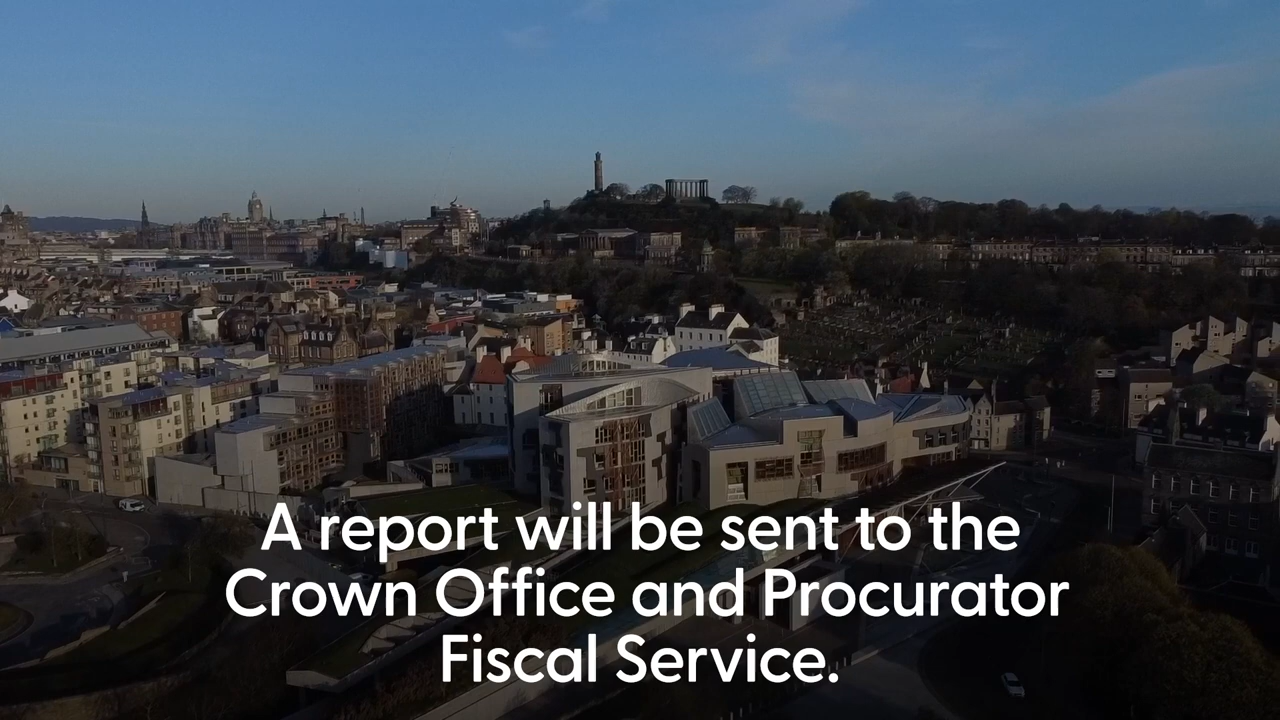 A report will be sent to the
Crown Office and Procurator
Fiscal Service.